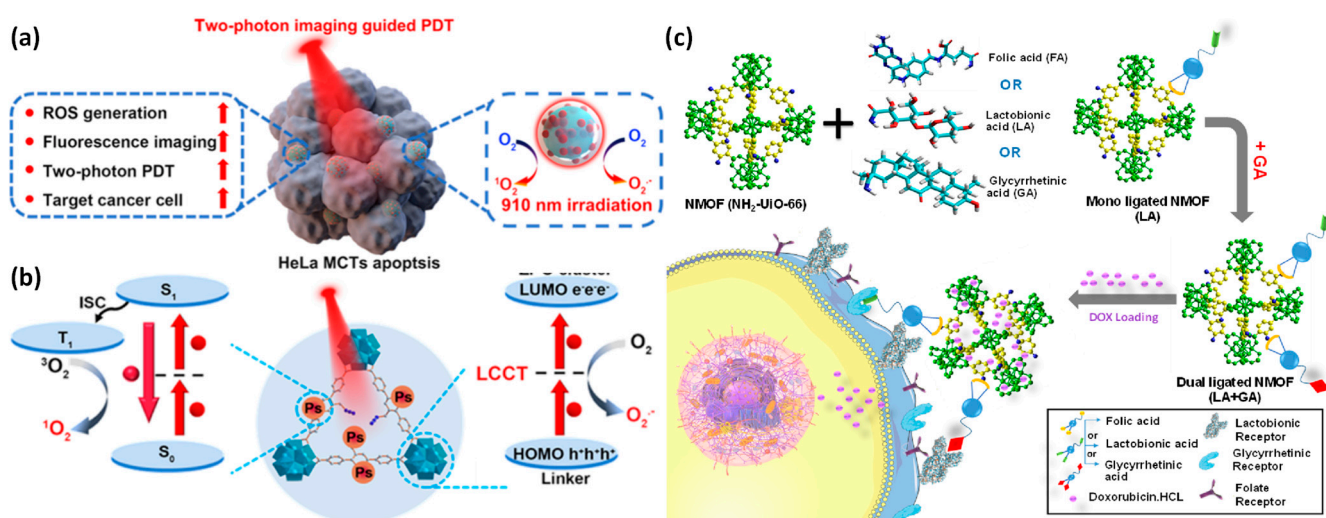 (a)
Two-photon imaging guided PDT
ROS generation
Fluorescence imaging
Two-photon PDT
Target cancer cell
O₂
O₂
¹O₂
O₂·⁻
910 nm irradiation
HeLa MCTs apoptsis
(b)
S₁
ISC
T₁
³O₂
¹O₂
S₀
Ps
Ps
Ps
Ps
LUMO e⁻e⁻e⁻
O₂
LCCT
O₂·⁻
HOMO h⁺h⁺h⁺
Linker
(c)
Folic acid (FA)
OR
Lactobionic
acid (LA)
OR
Glycyrrhetinic
acid (GA)
NMOF (NH₂-UiO-66)
+
Mono ligated NMOF
(LA)
+ GA
DOX Loading
Dual ligated NMOF
(LA+GA)
Folic acid
or
Lactobionic acid
or
Glycyrrhetinic
acid
Doxorubicin.HCL
Lactobionic
Receptor
Glycyrrhetinic
Receptor
Folate
Receptor